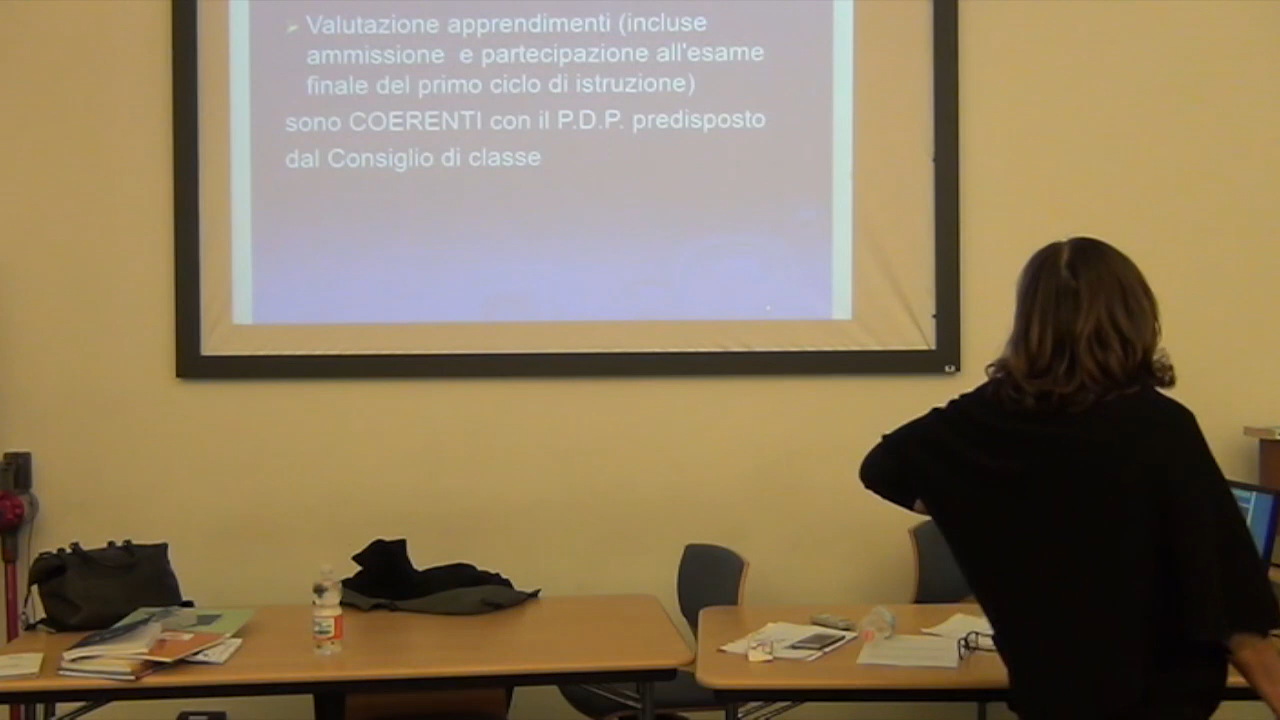 Valutazione apprendimenti (incluse
ammissione e partecipazione all'esame
finale del primo ciclo di istruzione)
sono COERENTI con il P.D.P. predisposto
dal Consiglio di classe